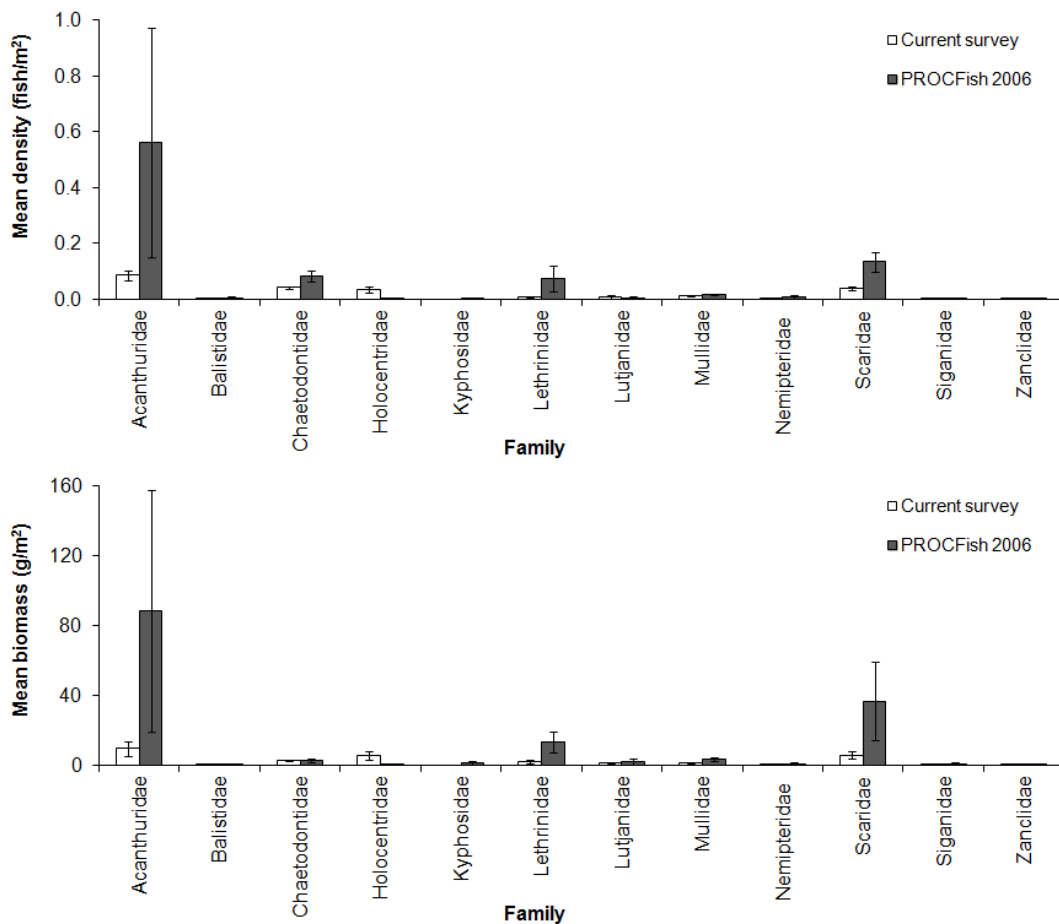 Mean density (fish/m²)
1.0
0.8
0.6
0.4
0.2
0.0
Current survey
PROCFish 2006
Acanthuridae
Balistidae
Chaetodontidae
Holocentridae
Kyphosidae
Lethrinidae
Lutjanidae
Mullidae
Nemipteridae
Scaridae
Siganidae
Zanclidae
Family
Mean biomass (g/m²)
160
120
80
40
0
Current survey
PROCFish 2006
Acanthuridae
Balistidae
Chaetodontidae
Holocentridae
Kyphosidae
Lethrinidae
Lutjanidae
Mullidae
Nemipteridae
Scaridae
Siganidae
Zanclidae
Family